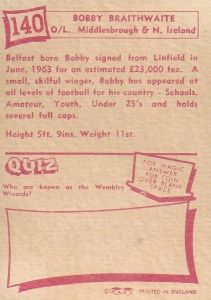 140
BOBBY BRAITHWAITE
O/L. Middlesbrough & N. Ireland
Belfast born Bobby signed from Linfield in
June, 1963 for an estimated £23,000 fee. A
small, skilful winger, Bobby has appeared at
all levels of football for his country - Schools,
Amateur, Youth, Under 23's and holds
several full caps.
Height 5ft. 9ins. Weight 11st.
QUIZ
Who are known as the Wembley
Wizards?
FOR MAGIC
ANSWER
RUB COIN
OVER BLANK
SPACE
PRINTED IN ENGLAND